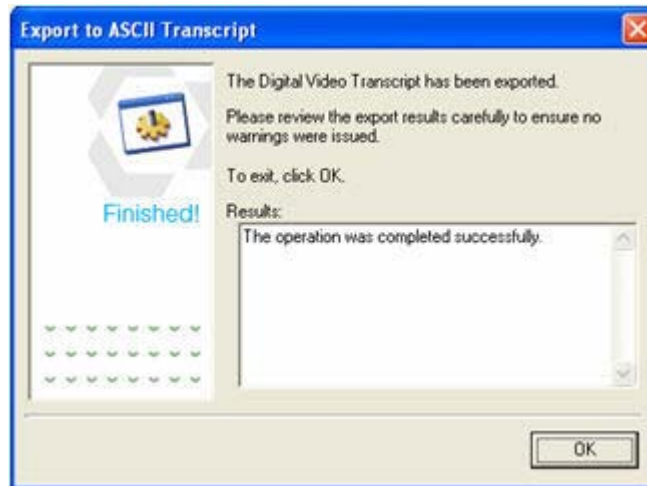 Export to ASCII Transcript
The Digital Video Transcript has been exported.
Please review the export results carefully to ensure no
warnings were issued.
To exit, click OK.
Finished!
Results:
The operation was completed successfully.
OK